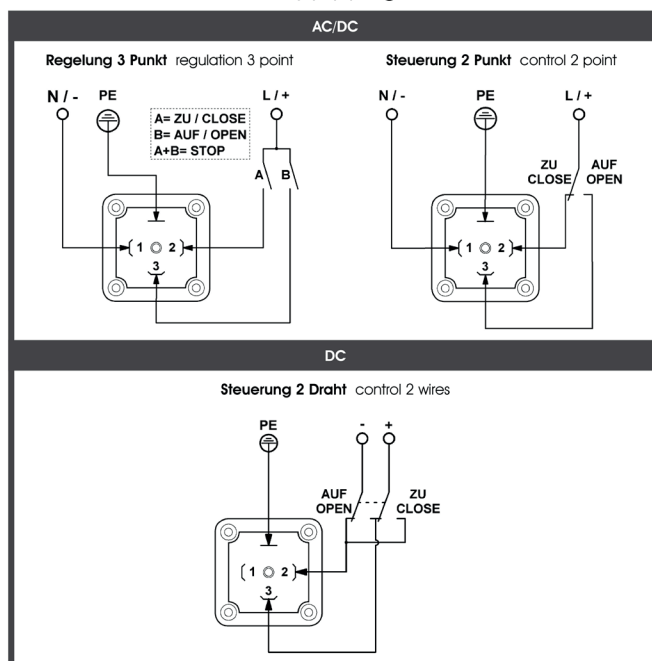 AC/DC
Regelung 3 Punkt regulation 3 point
N / - PE L / +
A= ZU / CLOSE
B= AUF / OPEN
A+B= STOP
A B
1 2
3
Steuerung 2 Punkt control 2 point
N / - PE L / +
ZU AUF
CLOSE OPEN
1 2
3
DC
Steuerung 2 Draht control 2 wires
PE - +
AUF ZU
OPEN CLOSE
1 2
3